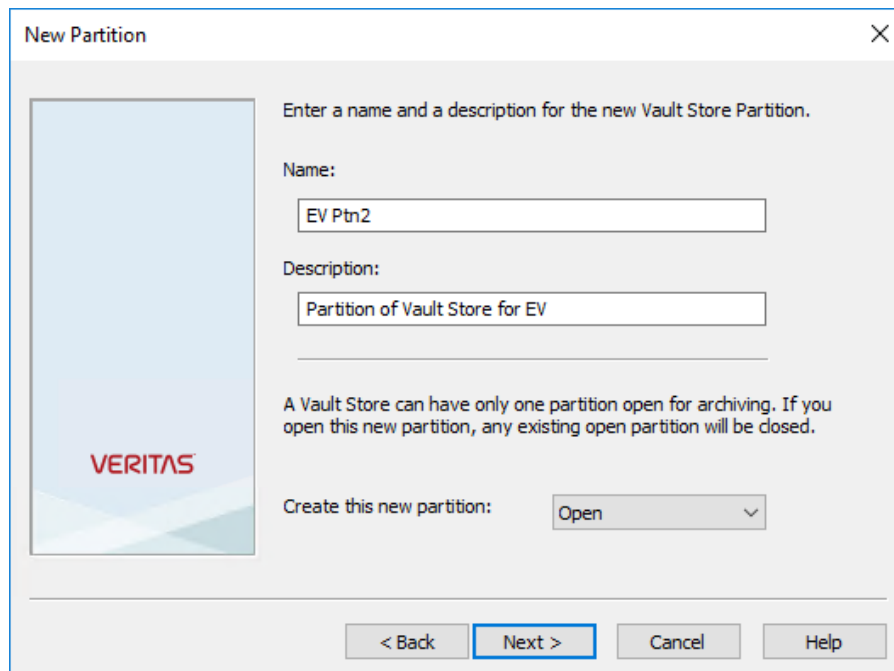 New Partition
Enter a name and a description for the new Vault Store Partition.
Name:
EV Ptn2
Description:
Partition of Vault Store for EV
A Vault Store can have only one partition open for archiving. If you
open this new partition, any existing open partition will be closed.
VERITAS
Create this new partition:
Open
< Back
Next >
Cancel
Help